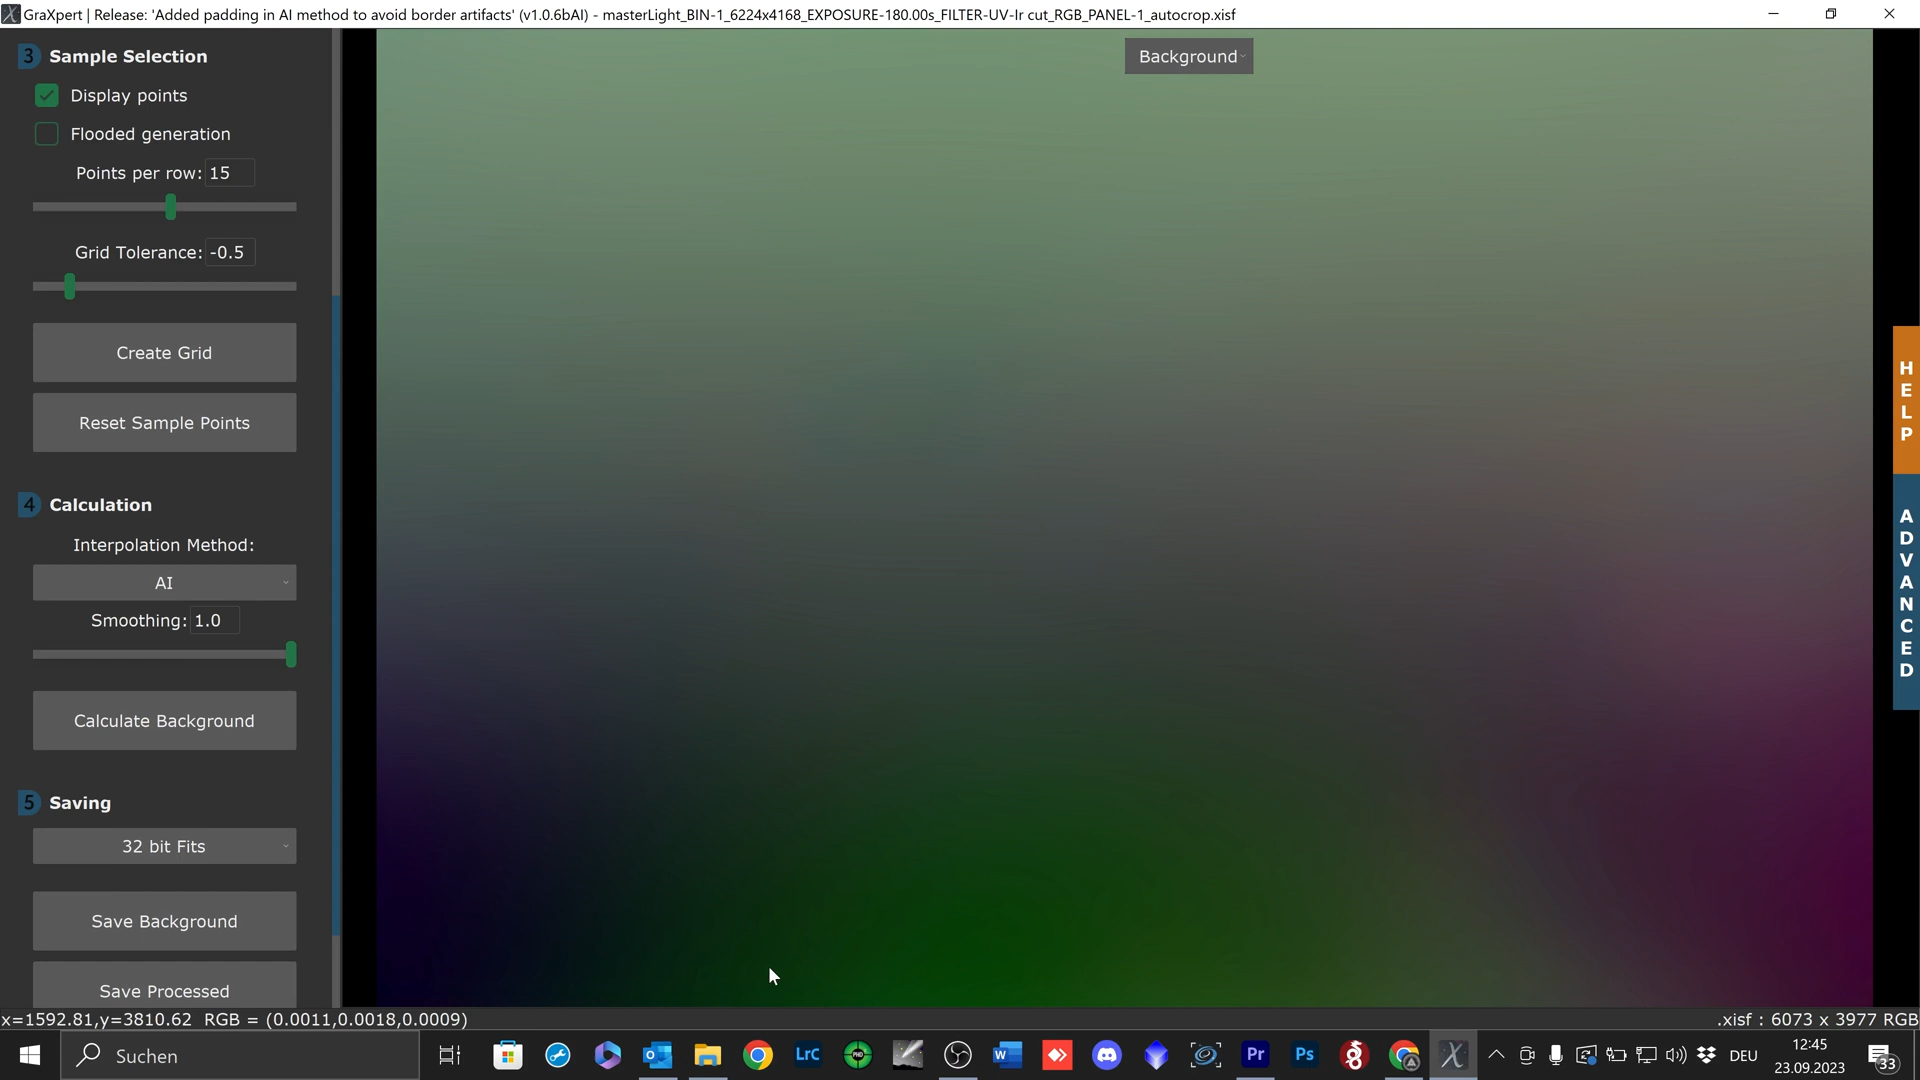 GraXpert | Release: 'Added padding in AI method to avoid border artifacts' (v1.0.6bAI) - masterLight_BIN-1_6224x4168_EXPOSURE-180.00s_FILTER-UV-Ir cut_RGB_PANEL-1_autocrop.xisf
3 Sample Selection
Background
Display points
Flooded generation
Points per row: 15
Grid Tolerance: -0.5
Create Grid
Reset Sample Points
HELP
4 Calculation
Interpolation Method:
AI
Smoothing: 1.0
ADVANCED
Calculate Background
5 Saving
32 bit Fits
Save Background
Save Processed
x=1592.81,y=3810.62 RGB = (0.0011,0.0018,0.0009)
.xisf : 6073 x 3977 RGB
Suchen
LrC
PHD
Pr
Ps
DEU
12:45
23.09.2023
33